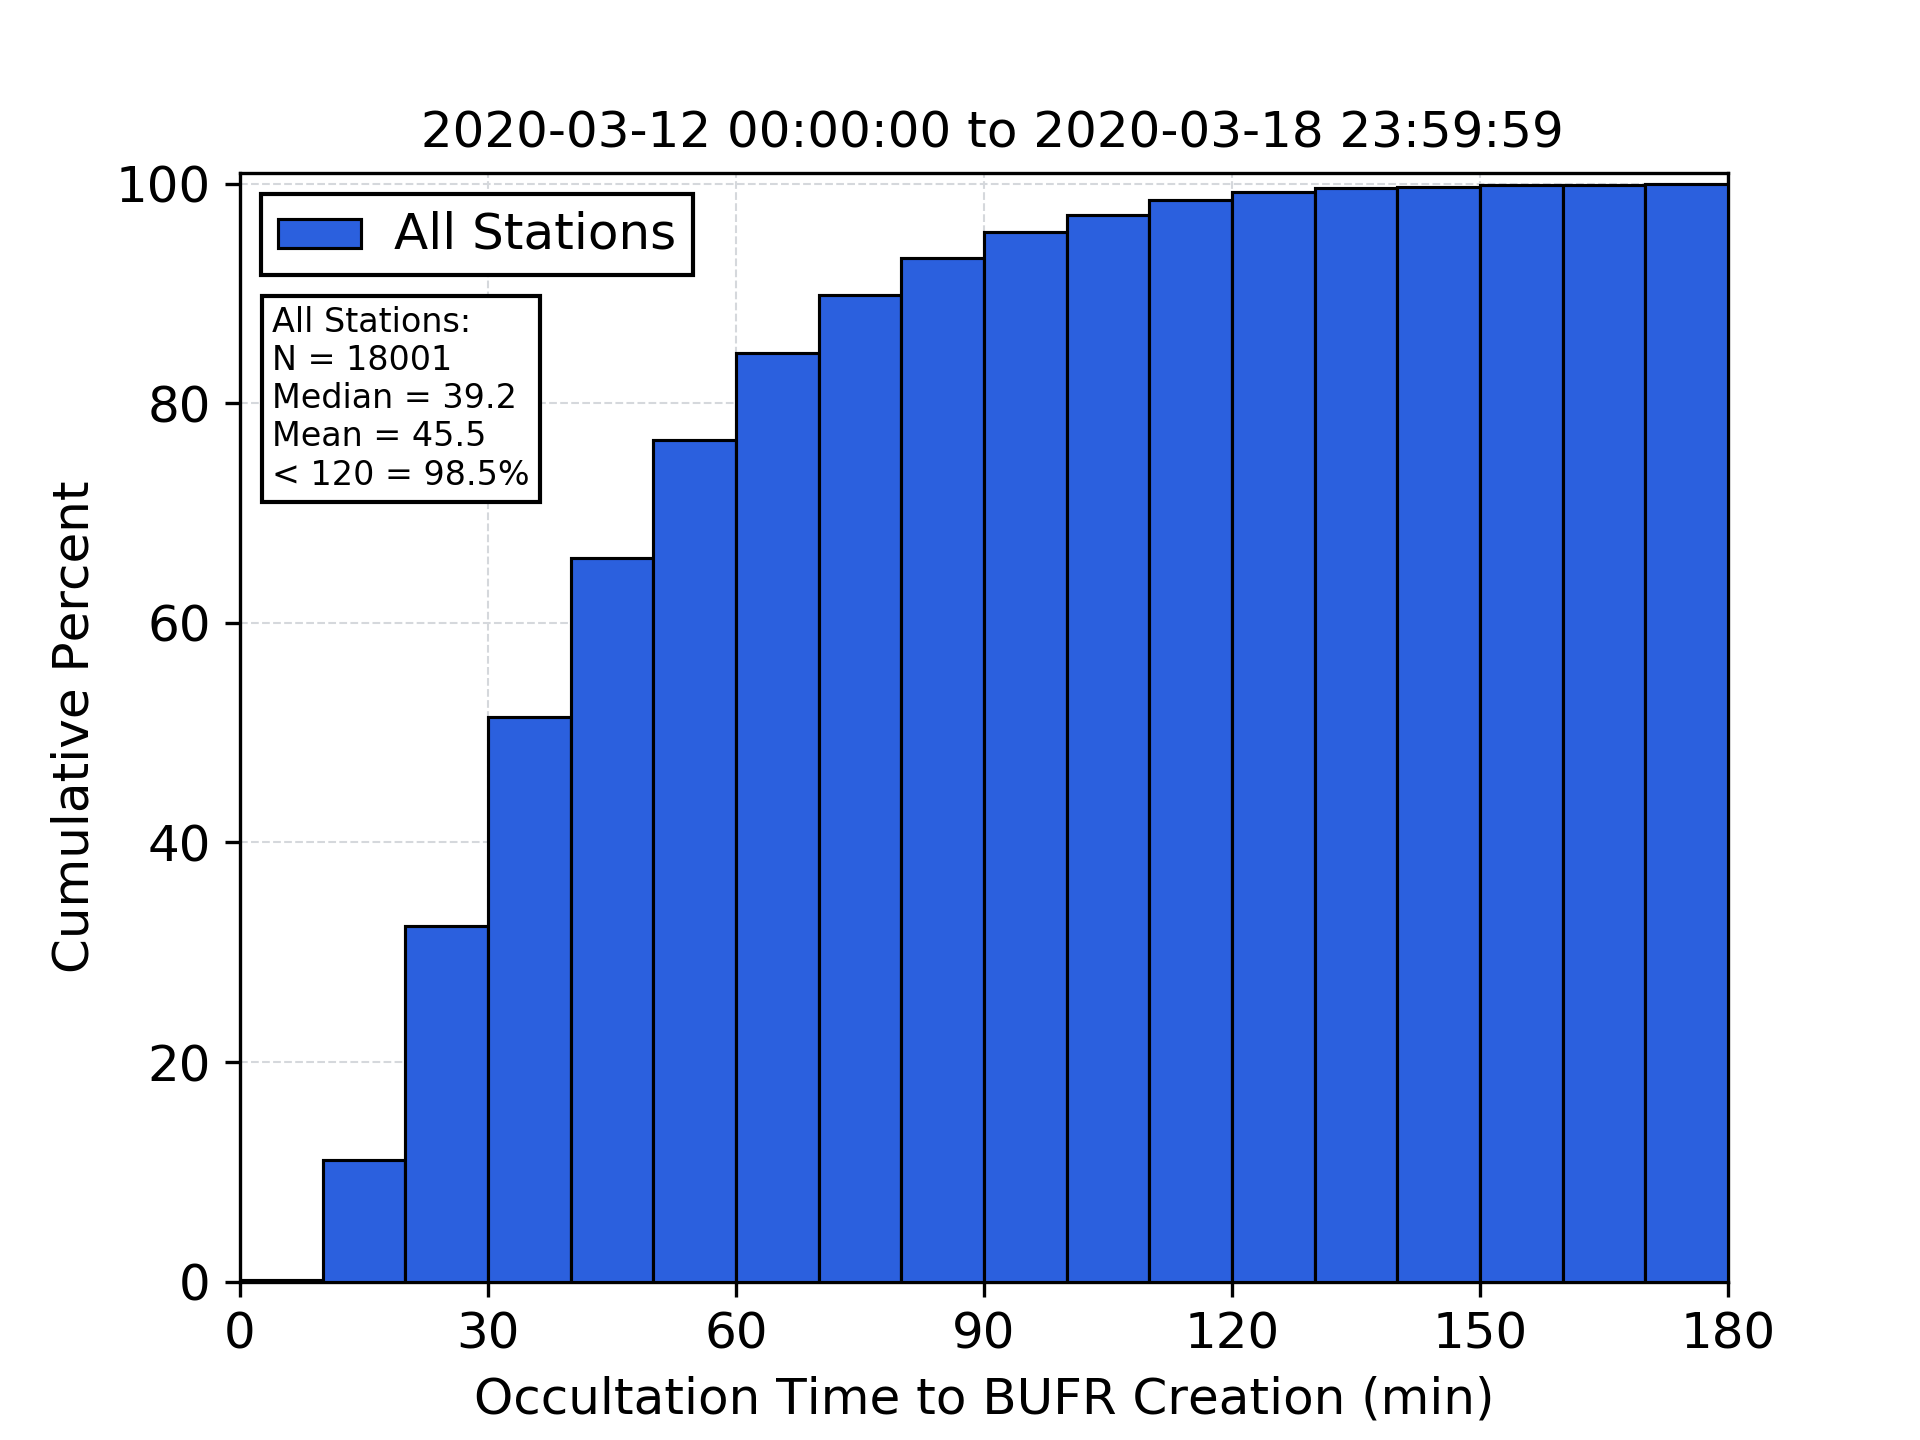 2020-03-12 00:00:00 to 2020-03-18 23:59:59
All Stations
All Stations:
N = 18001
Median = 39.2
Mean = 45.5
< 120 = 98.5%
Cumulative Percent
100
80
60
40
20
0
0 30 60 90 120 150 180
Occultation Time to BUFR Creation (min)